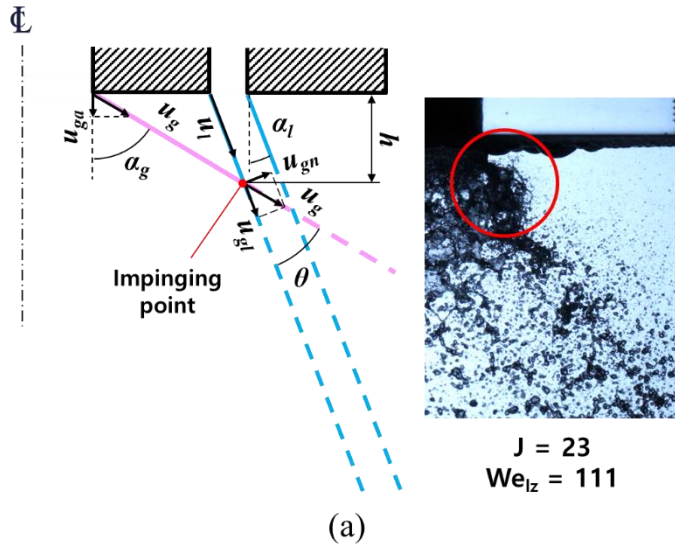 ℄
u_ga
u_g
α_g
u_l
α_l
h
u_gn
u_g
u_gl
θ
Impinging
point
J = 23
We_lz = 111
(a)